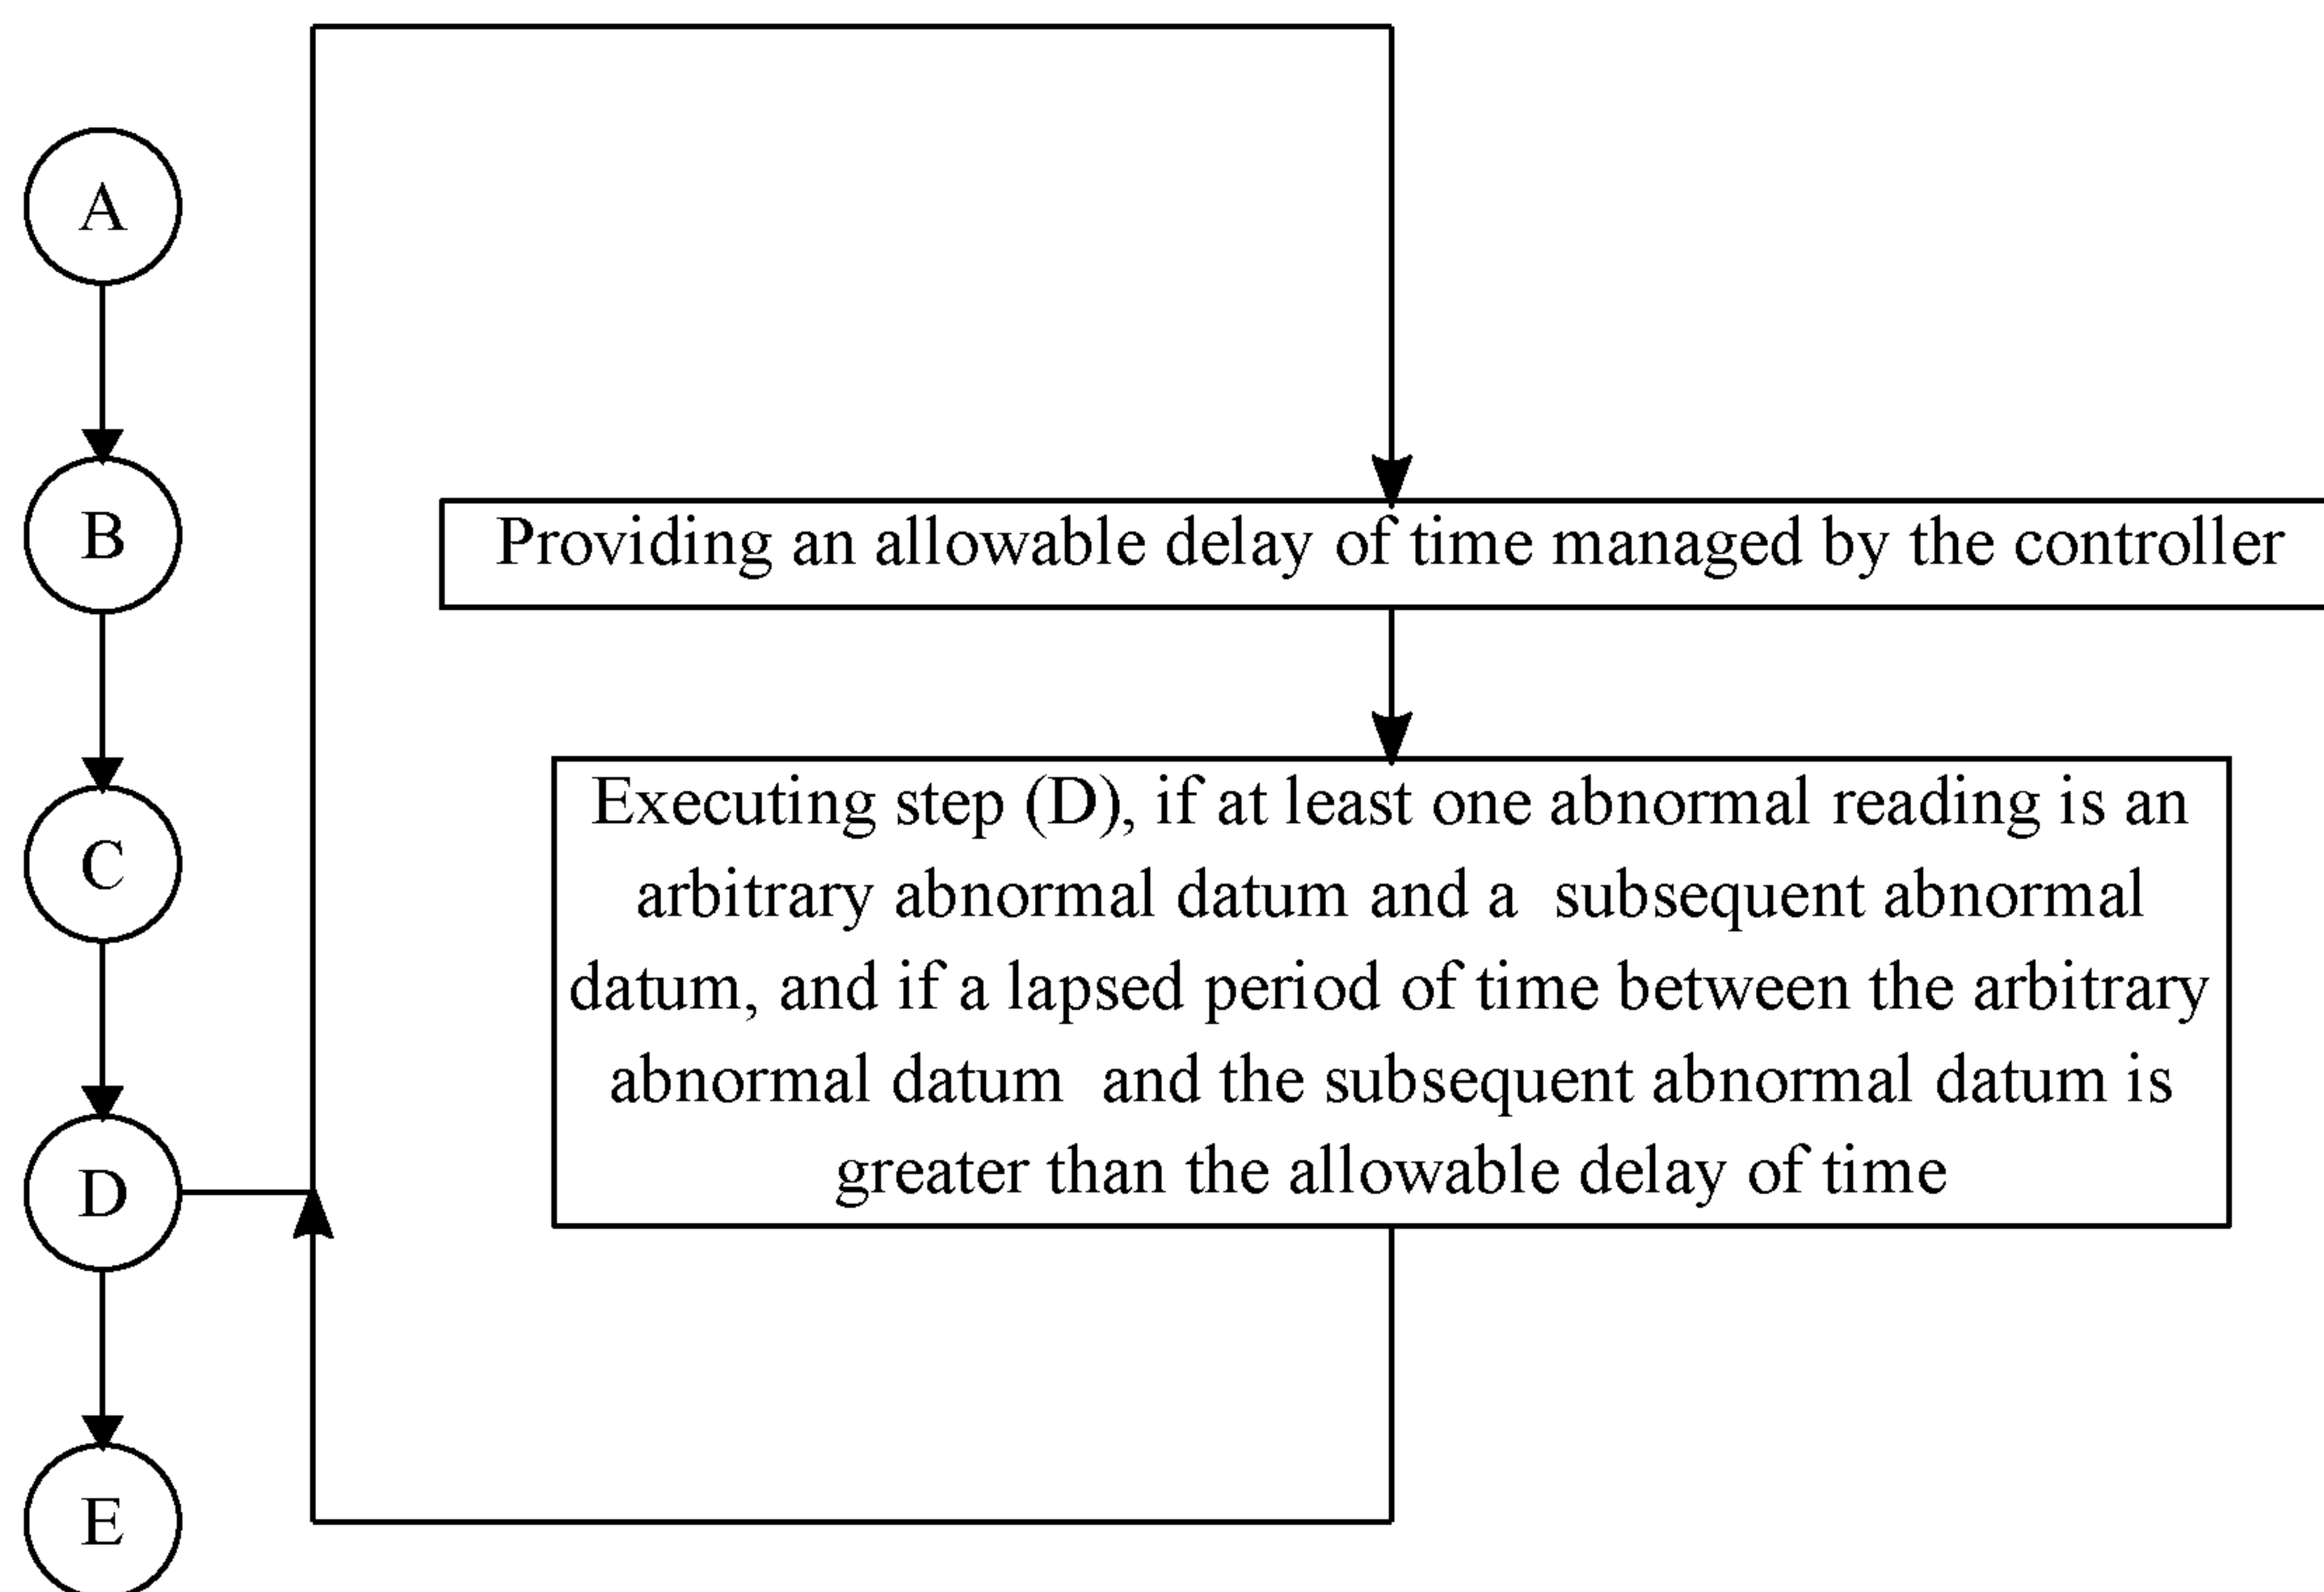 A
B
C
D
E
Providing an allowable delay of time managed by the controller
Executing step (D), if at least one abnormal reading is an
arbitrary abnormal datum and a subsequent abnormal
datum, and if a lapsed period of time between the arbitrary
abnormal datum and the subsequent abnormal datum is
greater than the allowable delay of time